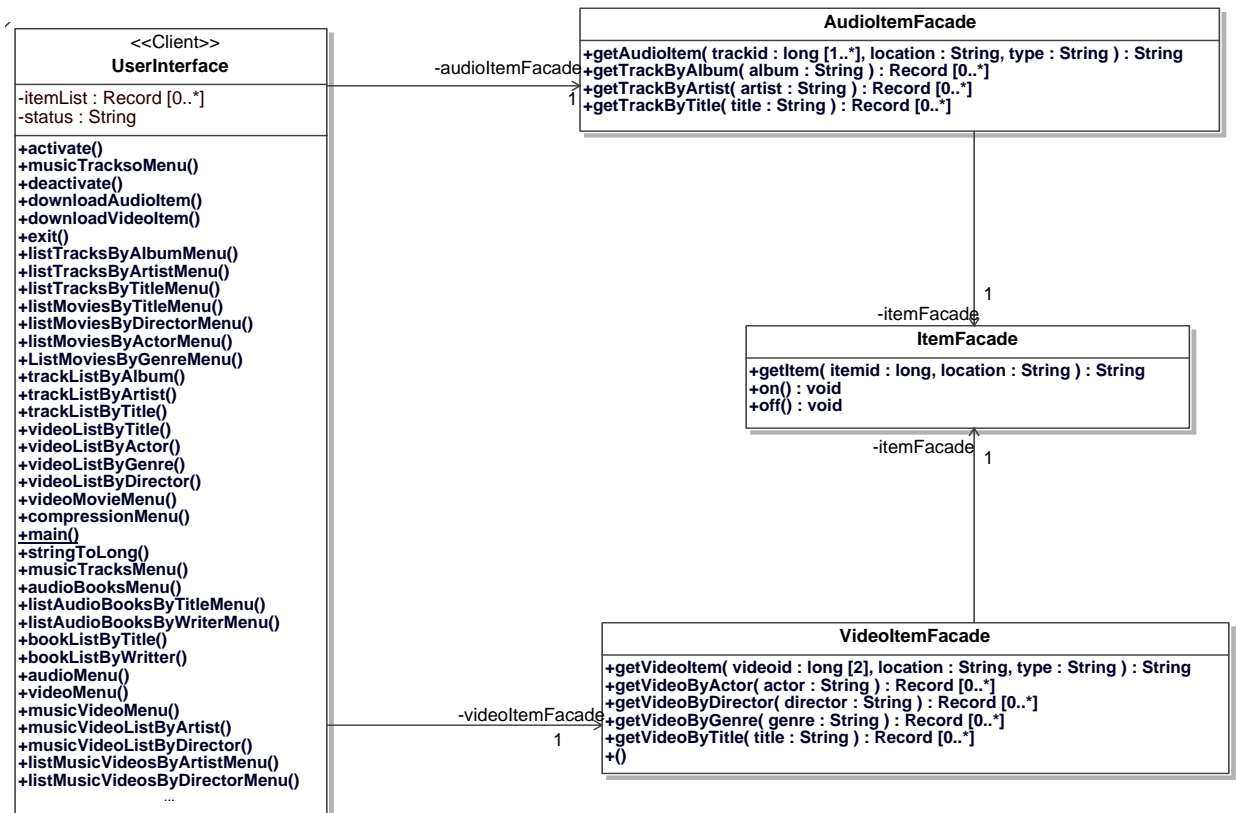 <<Client>>
UserInterface
-itemList : Record [0..*]
-status : String
+activate()
+musicTracksoMenu()
+deactivate()
+downloadAudioItem()
+downloadVideoItem()
+exit()
+listTracksByAlbumMenu()
+listTracksByArtistMenu()
+listTracksByTitleMenu()
+listMoviesByTitleMenu()
+listMoviesByDirectorMenu()
+listMoviesByActorMenu()
+ListMoviesByGenreMenu()
+trackListByAlbum()
+trackListByArtist()
+trackListByTitle()
+videoListByTitle()
+videoListByActor()
+videoListByGenre()
+videoListByDirector()
+videoMovieMenu()
+compressionMenu()
+main()
+stringToLong()
+musicTracksMenu()
+audioBooksMenu()
+listAudioBooksByTitleMenu()
+listAudioBooksByWriterMenu()
+bookListByTitle()
+bookListByWritter()
+audioMenu()
+videoMenu()
+musicVideoMenu()
+musicVideoListByArtist()
+musicVideoListByDirector()
+listMusicVideosByArtistMenu()
+listMusicVideosByDirectorMenu()
...
-audioItemFacade
1
AudioItemFacade
+getAudioItem( trackid : long [1..*], location : String, type : String ) : String
+getTrackByAlbum( album : String ) : Record [0..*]
+getTrackByArtist( artist : String ) : Record [0..*]
+getTrackByTitle( title : String ) : Record [0..*]
1
-itemFacade
ItemFacade
+getItem( itemid : long, location : String ) : String
+on() : void
+off() : void
-itemFacade
1
-videoItemFacade
1
VideoItemFacade
+getVideoItem( videoid : long [2], location : String, type : String ) : String
+getVideoByActor( actor : String ) : Record [0..*]
+getVideoByDirector( director : String ) : Record [0..*]
+getVideoByGenre( genre : String ) : Record [0..*]
+getVideoByTitle( title : String ) : Record [0..*]
+()